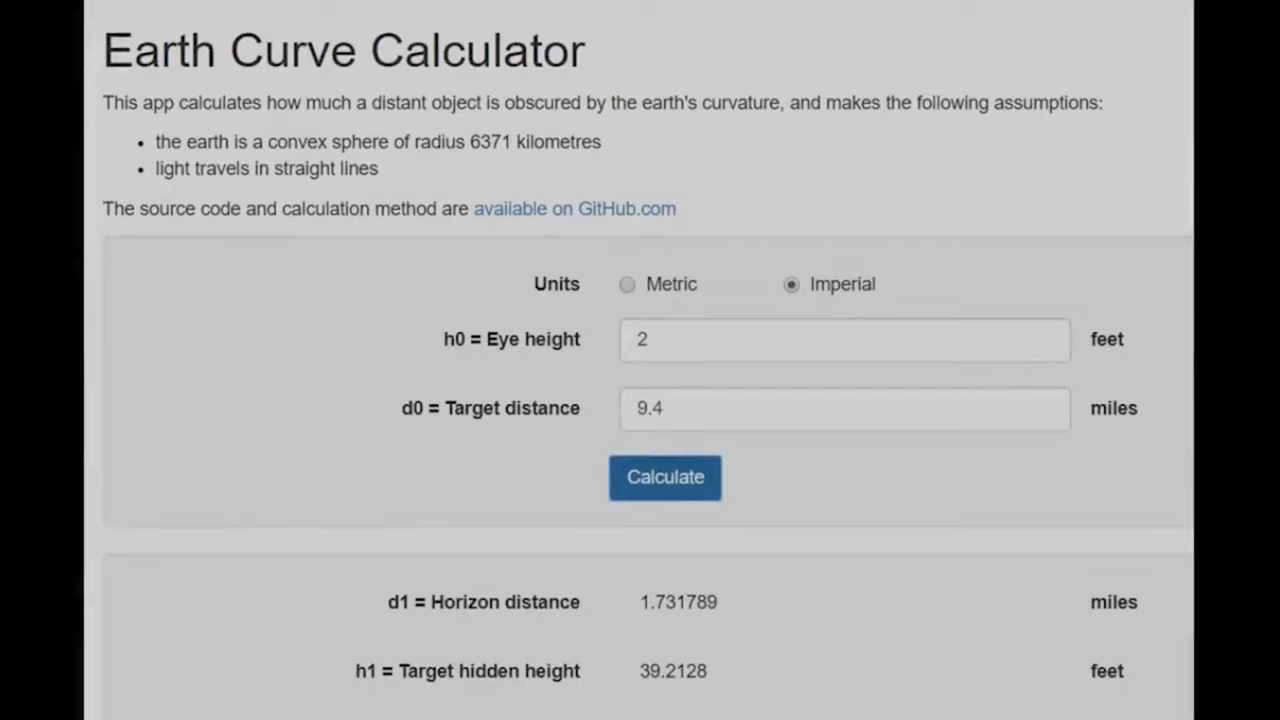 Earth Curve Calculator
This app calculates how much a distant object is obscured by the earth's curvature, and makes the following assumptions:
• the earth is a convex sphere of radius 6371 kilometres
• light travels in straight lines
The source code and calculation method are available on GitHub.com
Units Metric Imperial
h0 = Eye height 2 feet
d0 = Target distance 9.4 miles
Calculate
d1 = Horizon distance 1.731789 miles
h1 = Target hidden height 39.2128 feet